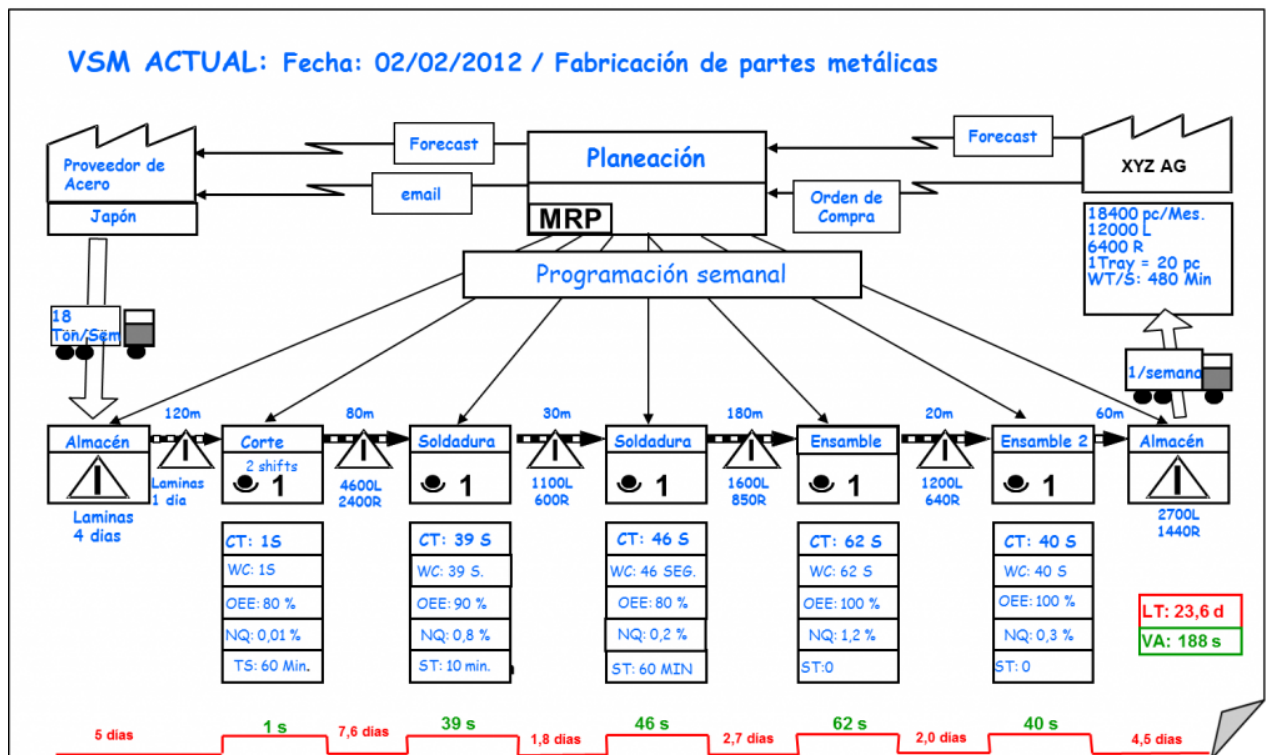 VSM ACTUAL: Fecha: 02/02/2012 / Fabricación de partes metálicas
Proveedor de
Acero
Japón
Forecast
email
Planeación
MRP
Forecast
Orden de
Compra
XYZ AG
18400 pc/Mes.
12000 L
6400 R
1Tray = 20 pc
WT/S: 480 Min
Programación semanal
18
Ton/Sem
1/semana
120m
80m
30m
180m
20m
60m
Almacén
Laminas
4 dias
Laminas
1 dia
Corte
2 shifts
1
4600L
2400R
Soldadura
1
1100L
600R
Soldadura
1
1600L
850R
Ensamble
1
1200L
640R
Ensamble 2
1
Almacén
2700L
1440R
CT: 1S
WC: 1S
OEE: 80 %
NQ: 0,01 %
TS: 60 Min.
CT: 39 S
WC: 39 S.
OEE: 90 %
NQ: 0,8 %
ST: 10 min.
CT: 46 S
WC: 46 SEG.
OEE: 80 %
NQ: 0,2 %
ST: 60 MIN
CT: 62 S
WC: 62 S
OEE: 100 %
NQ: 1,2 %
ST:0
CT: 40 S
WC: 40 S
OEE: 100 %
NQ: 0,3 %
ST: 0
LT: 23,6 d
VA: 188 s
5 días
1 s
7,6 días
39 s
1,8 días
46 s
2,7 días
62 s
2,0 días
40 s
4,5 días